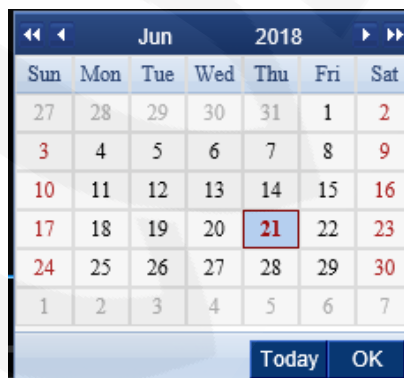 Jun 2018
Sun Mon Tue Wed Thu Fri Sat
27 28 29 30 31 1 2
3 4 5 6 7 8 9
10 11 12 13 14 15 16
17 18 19 20 21 22 23
24 25 26 27 28 29 30
1 2 3 4 5 6 7
Today OK